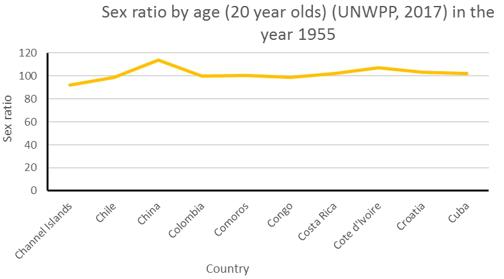 Sex ratio by age (20 year olds) (UNWPP, 2017) in the
year 1955
120
100
80
60
40
20
0
Sex ratio
Channel Islands
Chile
China
Colombia
Comoros
Congo
Costa Rica
Cote d'Ivoire
Croatia
Cuba
Country